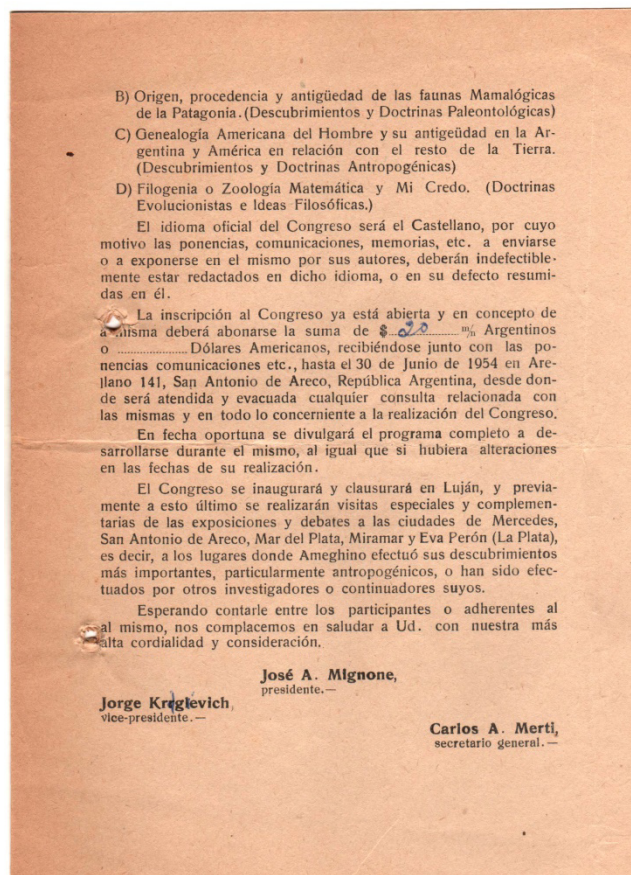 B) Origen, procedencia y antigüedad de las faunas Mamalógicas
de la Patagonia. (Descubrimientos y Doctrinas Paleontológicas)
C) Genealogía Americana del Hombre y su antigeüdad en la Ar-
gentina y América en relación con el resto de la Tierra.
(Descubrimientos y Doctrinas Antropogénicas)
D) Filogenia o Zoología Matemática y Mi Credo. (Doctrinas
Evolucionistas e Ideas Filosóficas.)
El idioma oficial del Congreso será el Castellano, por cuyo
motivo las ponencias, comunicaciones, memorias, etc. a enviarse
o a exponerse en el mismo por sus autores, deberán indefectible-
mente estar redactados en dicho idioma, o en su defecto resumi-
das en él.
La inscripción al Congreso ya está abierta y en concepto de
a misma deberá abonarse la suma de $ 20 m/n Argentinos
o .................... Dólares Americanos, recibiéndose junto con las po-
nencias comunicaciones etc., hasta el 30 de Junio de 1954 en Are-
llano 141, San Antonio de Areco, República Argentina, desde don-
de será atendida y evacuada cualquier consulta relacionada con
las mismas y en todo lo concerniente a la realización del Congreso.
En fecha oportuna se divulgará el programa completo a de-
sarrollarse durante el mismo, al igual que si hubiera alteraciones
en las fechas de su realización.
El Congreso se inaugurará y clausurará en Luján, y previa-
mente a esto último se realizarán visitas especiales y complemen-
tarias de las exposiciones y debates a las ciudades de Mercedes,
San Antonio de Areco, Mar del Plata, Miramar y Eva Perón (La Plata),
es decir, a los lugares donde Ameghino efectuó sus descubrimientos
más importantes, particularmente antropogénicos, o han sido efec-
tuados por otros investigadores o continuadores suyos.
Esperando contarle entre los participantes o adherentes al
al mismo, nos complacemos en saludar a Ud. con nuestra más
alta cordialidad y consideración.
José A. Mignone,
presidente.—
Jorge Kraglevich,
vice-presidente.—
Carlos A. Merti,
secretario general.—